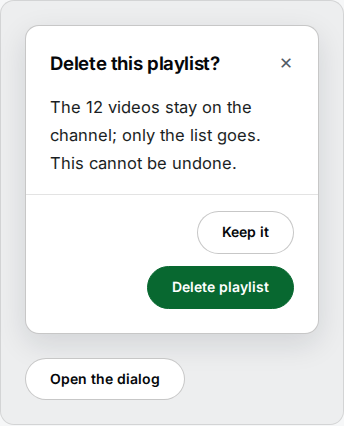 Delete this playlist?
The 12 videos stay on the
channel; only the list goes.
This cannot be undone.
Keep it
Delete playlist
Open the dialog